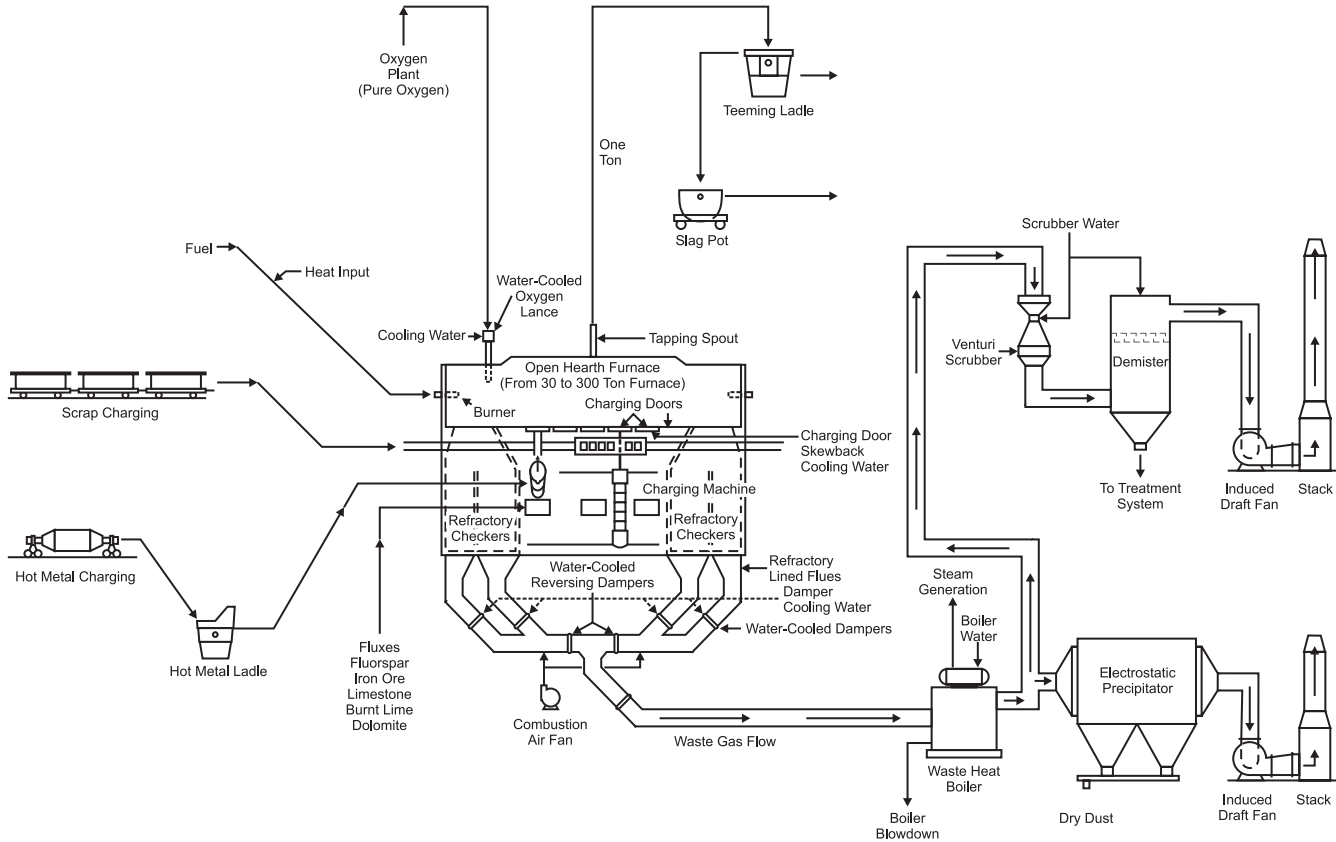 Oxygen
Plant
(Pure Oxygen)
One
Ton
Teeming Ladle
Slag Pot
Fuel
Heat Input
Water-Cooled
Oxygen
Lance
Cooling Water
Tapping Spout
Scrubber Water
Venturi
Scrubber
Demister
Open Hearth Furnace
(From 30 to 300 Ton Furnace)
Burner
Charging Doors
Scrap Charging
Charging Door
Skewback
Cooling Water
Charging Machine
Refractory
Checkers
Refractory
Checkers
To Treatment
System
Induced
Draft Fan
Stack
Hot Metal Charging
Hot Metal Ladle
Water-Cooled
Reversing Dampers
Refractory
Lined Flues
Damper
Cooling Water
Water-Cooled Dampers
Steam
Generation
Boiler
Water
Fluxes
Fluorspar
Iron Ore
Limestone
Burnt Lime
Dolomite
Combustion
Air Fan
Waste Gas Flow
Waste Heat
Boiler
Boiler
Blowdown
Electrostatic
Precipitator
Dry Dust
Induced
Draft Fan
Stack